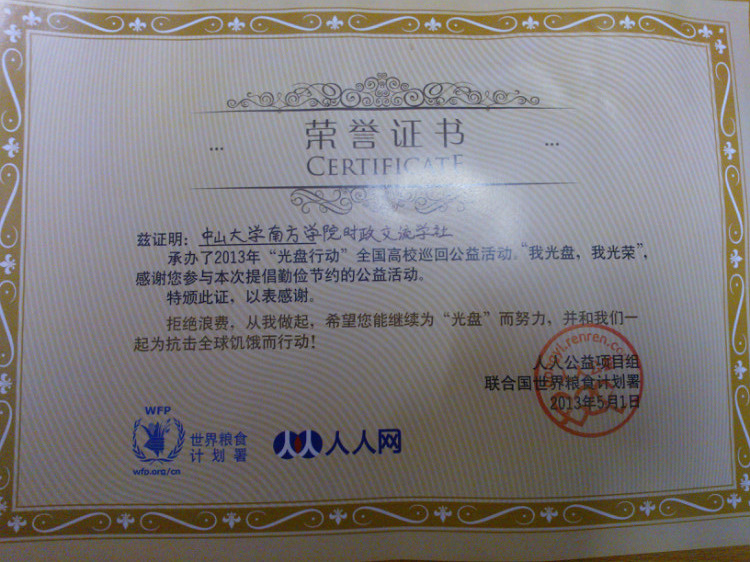 荣誉证书
CERTIFICATE
兹证明：中山大学南方学院时政交流学社
承办了2013年“光盘行动”全国高校巡回公益活动。“我光盘，我光荣”，
感谢您参与本次提倡勤俭节约的公益活动。
特颁此证，以表感谢。
拒绝浪费，从我做起，希望您能继续为“光盘”而努力，并和我们一
起为抗击全球饥饿而行动！
人人公益项目组
联合国世界粮食计划署
2013年5月1日
WFP
世界粮食
计划署
wfp.org/cn
人人网